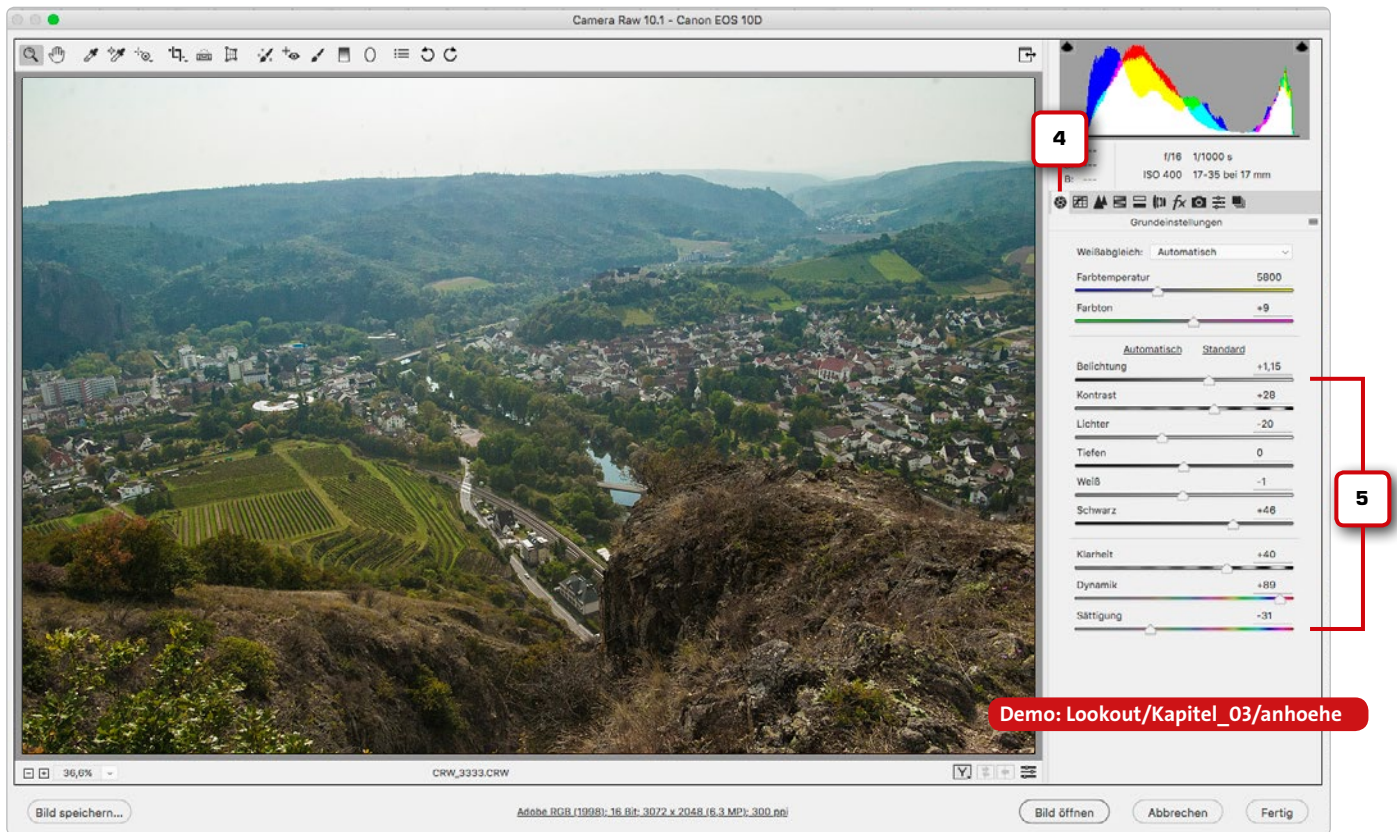 Camera Raw 10.1 - Canon EOS 10D
4
f/16 1/1000 s
B: --- ISO 400 17-35 bei 17 mm
fx
Grundeinstellungen
Weißabgleich: Automatisch
Farbtemperatur 5800
Farbton +9
Automatisch Standard
Belichtung +1,15
Kontrast +28
Lichter -20
Tiefen 0
Weiß -1
Schwarz +46
5
Klarheit +40
Dynamik +89
Sättigung -31
Demo: Lookout/Kapitel_03/anhoehe
36,6% CRW_3333.CRW Y
Bild speichern... Adobe RGB (1998); 16 Bit; 3072 x 2048 (6,3 MP); 300 ppi Bild öffnen Abbrechen Fertig